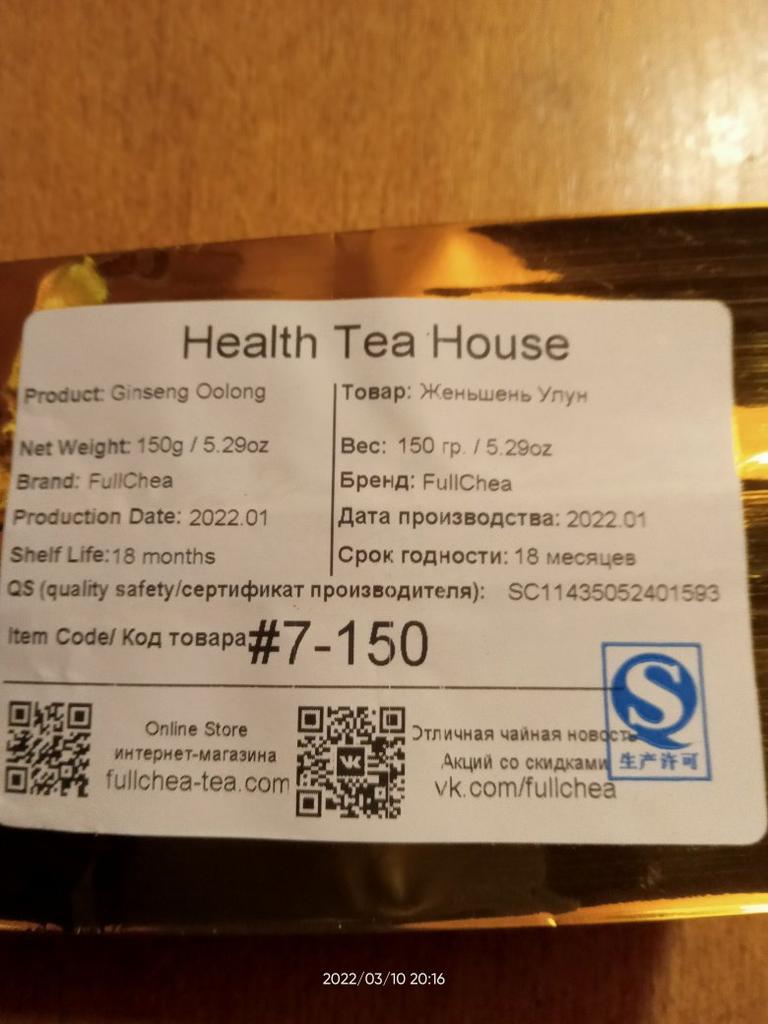 Health Tea House
Product: Ginseng Oolong
Net Weight: 150g / 5.29oz
Brand: FullChea
Production Date: 2022.01
Shelf Life:18 months
Товар: Женьшень Улун
Вес: 150 гр. / 5.29oz
Бренд: FullChea
Дата производства: 2022.01
Срок годности: 18 месяцев
QS (quality safety/сертификат производителя): SC11435052401593
Item Code/ Код товара#7-150
Online Store
интернет-магазина
fullchea-tea.com
VK
Отличная чайная новость
Акций со скидками
vk.com/fullchea
生产许可
2022/03/10 20:16